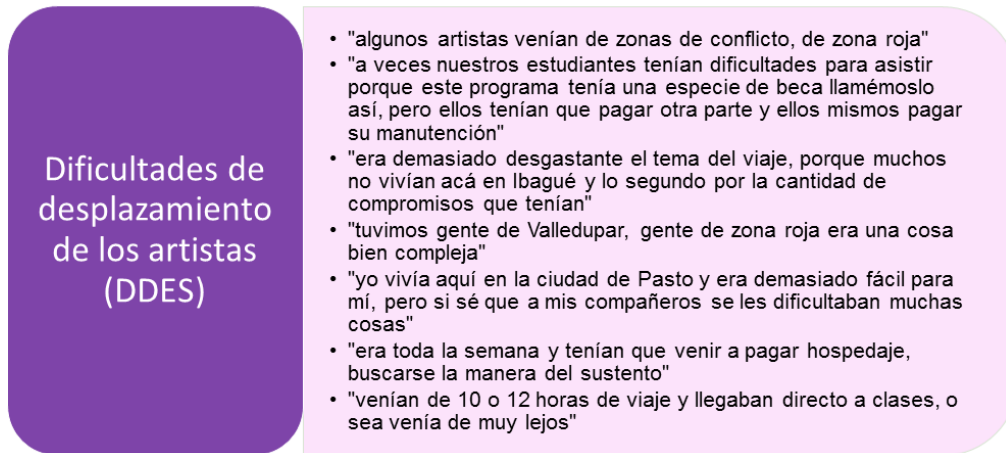 Dificultades de
desplazamiento
de los artistas
(DDES)
• "algunos artistas venían de zonas de conflicto, de zona roja"
• "a veces nuestros estudiantes tenían dificultades para asistir
porque este programa tenía una especie de beca llamémoslo
así, pero ellos tenían que pagar otra parte y ellos mismos pagar
su manutención"
• "era demasiado desgastante el tema del viaje, porque muchos
no vivían acá en Ibagué y lo segundo por la cantidad de
compromisos que tenían"
• "tuvimos gente de Valledupar, gente de zona roja era una cosa
bien compleja"
• "yo vivía aquí en la ciudad de Pasto y era demasiado fácil para
mí, pero si sé que a mis compañeros se les dificultaban muchas
cosas"
• "era toda la semana y tenían que venir a pagar hospedaje,
buscarse la manera del sustento"
• "venían de 10 o 12 horas de viaje y llegaban directo a clases, o
sea venía de muy lejos"